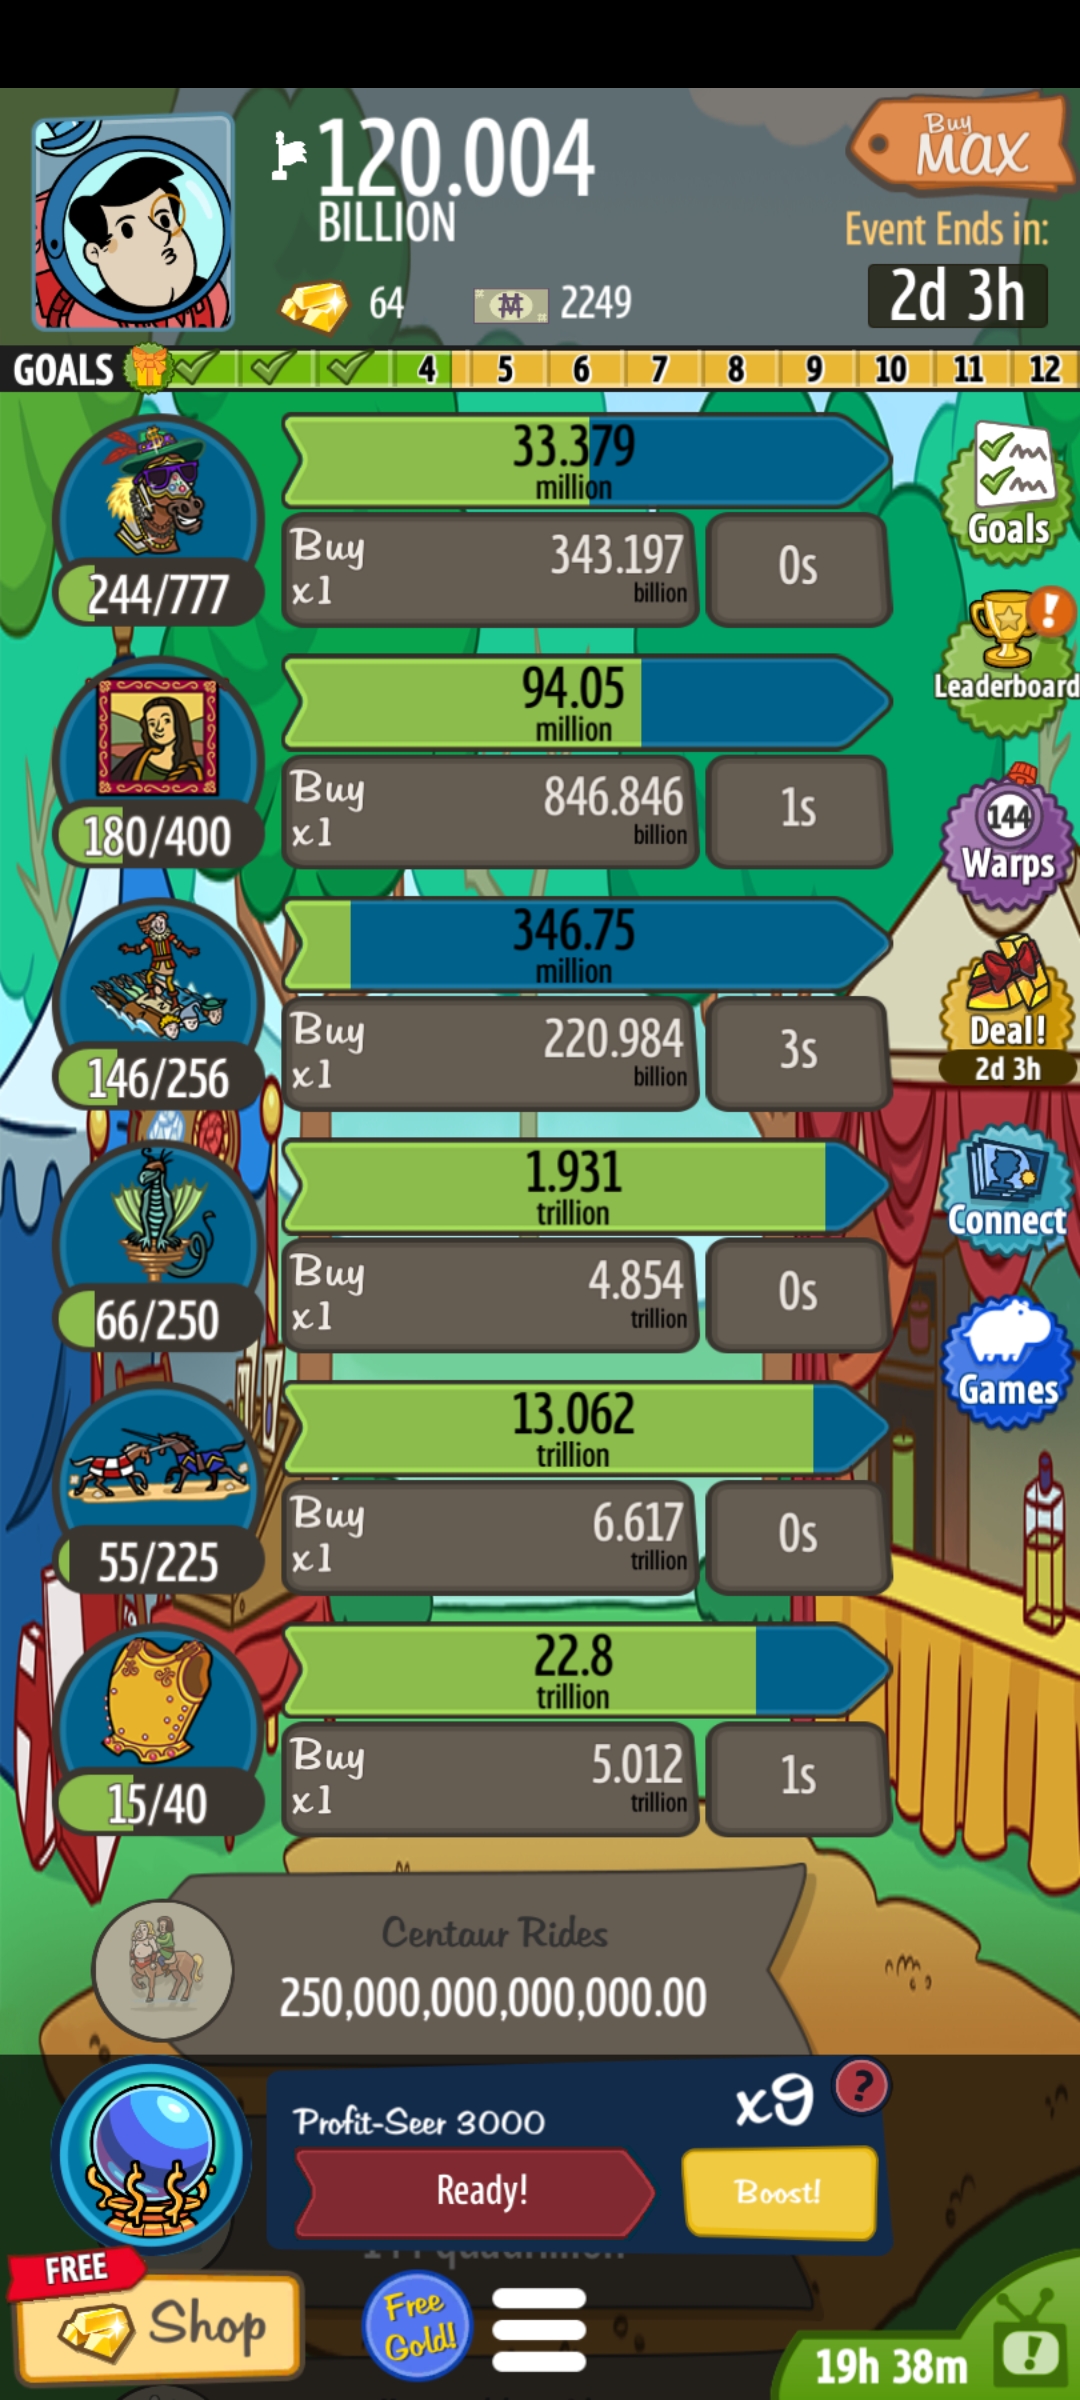 120.004
BILLION
Buy
MAX
Event Ends in:
2d 3h
64
2249
GOALS
4
5
6
7
8
9
10
11
12
33.379
million
Buy
x1
343.197
billion
0s
244/777
Goals
Leaderboard
94.05
million
Buy
x1
846.846
billion
1s
180/400
144
Warps
346.75
million
Buy
x1
220.984
billion
3s
146/256
Deal!
2d 3h
1.931
trillion
Buy
x1
4.854
trillion
0s
66/250
Connect
Games
13.062
trillion
Buy
x1
6.617
trillion
0s
55/225
22.8
trillion
Buy
x1
5.012
trillion
1s
15/40
Centaur Rides
250,000,000,000,000.00
Profit-Seer 3000
x9
?
Ready!
Boost!
FREE
Shop
Free
Gold!
19h 38m